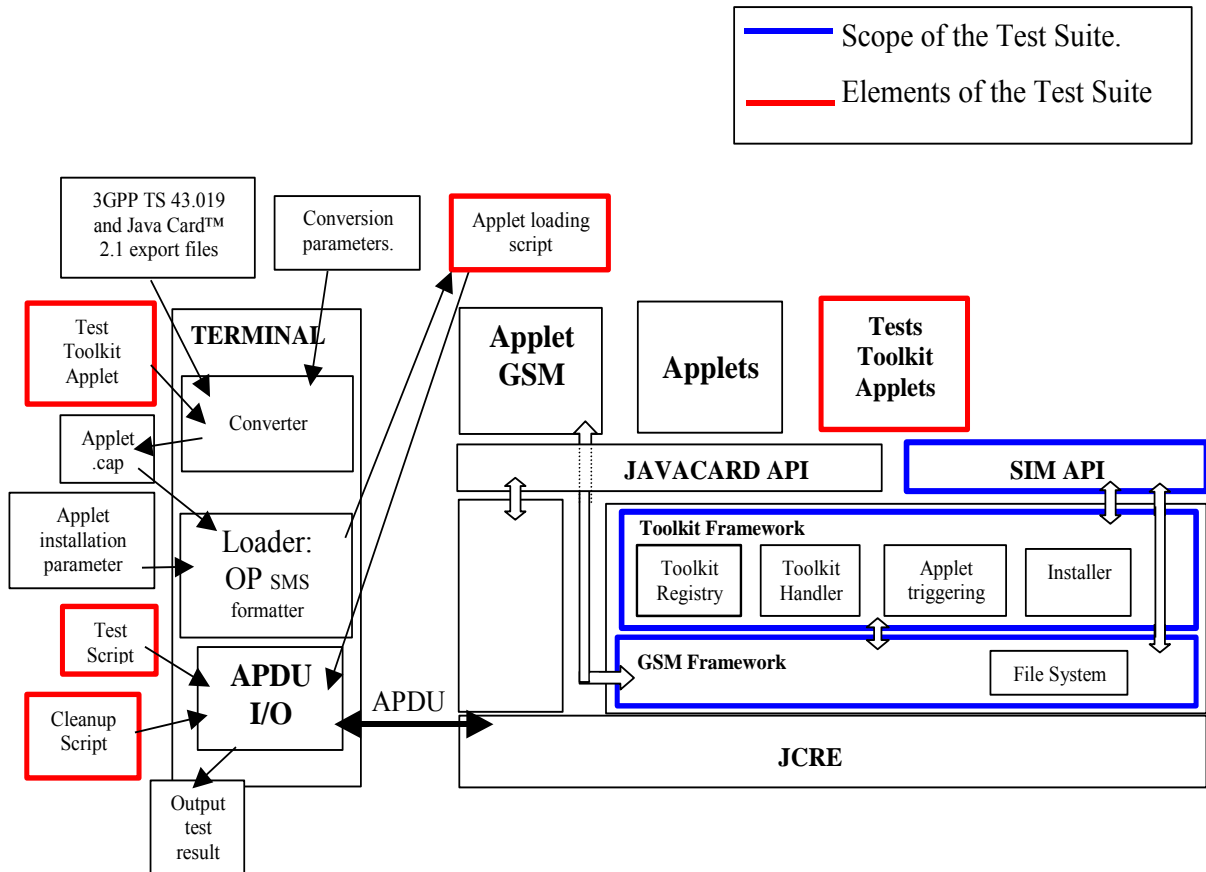 Scope of the Test Suite.
Elements of the Test Suite
3GPP TS 43.019
and Java Card™
2.1 export files
Conversion
parameters.
Applet loading
script
Test
Toolkit
Applet
TERMINAL
Converter
Applet
.cap
Applet
installation
parameter
Loader:
OP SMS
formatter
Test
Script
APDU
I/O
Cleanup
Script
Output
test
result
APDU
Applet
GSM
Applets
Tests
Toolkit
Applets
JAVACARD API
SIM API
Toolkit Framework
Toolkit
Registry
Toolkit
Handler
Applet
triggering
Installer
GSM Framework
File System
JCRE